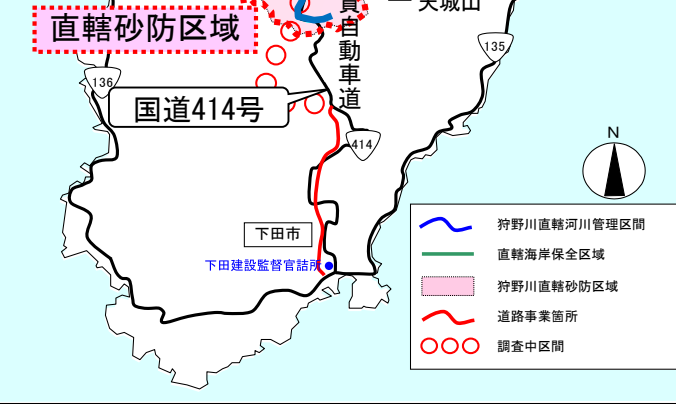 天城山
直轄砂防区域
貫自動車道
135
136
国道414号
414
N
下田市
下田建設監督官詰所
狩野川直轄河川管理区間
直轄海岸保全区域
狩野川直轄砂防区域
道路事業箇所
調査中区間